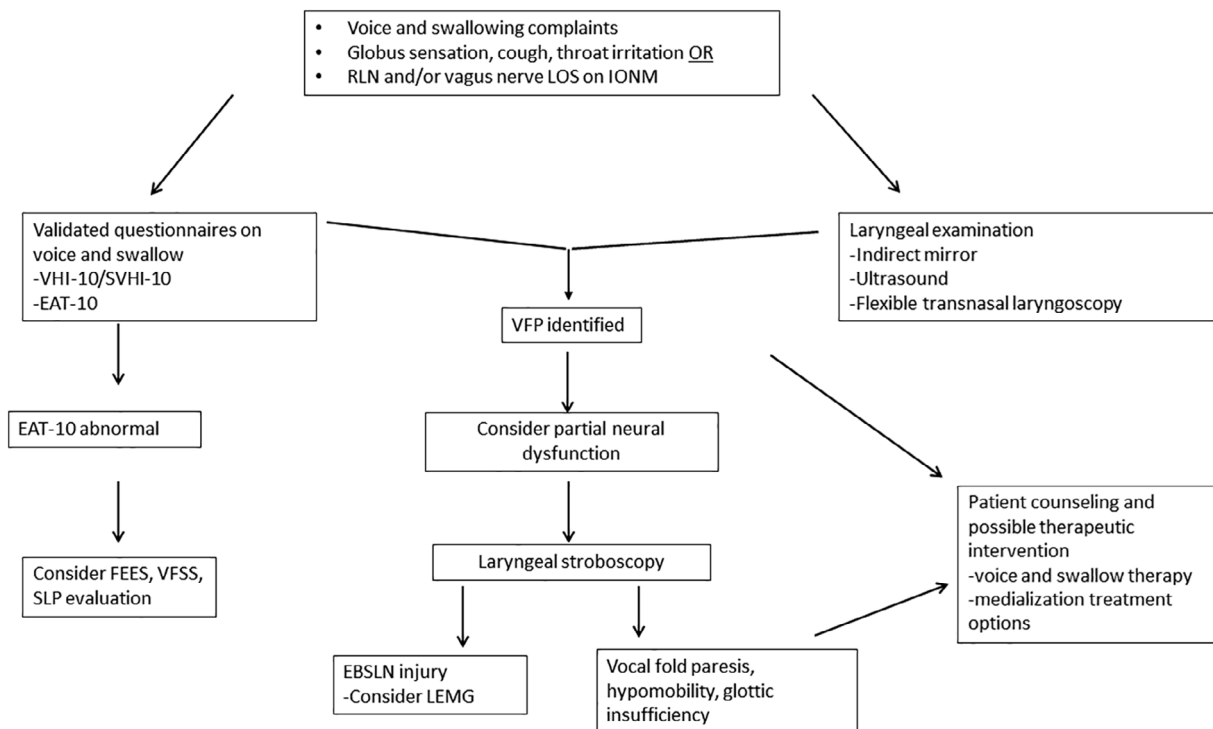 • Voice and swallowing complaints
• Globus sensation, cough, throat irritation OR
• RLN and/or vagus nerve LOS on IONM
Validated questionnaires on
voice and swallow
-VHI-10/SVHI-10
-EAT-10
Laryngeal examination
-Indirect mirror
-Ultrasound
-Flexible transnasal laryngoscopy
VFP identified
EAT-10 abnormal
Consider partial neural
dysfunction
Patient counseling and
possible therapeutic
intervention
-voice and swallow therapy
-medialization treatment
options
Laryngeal stroboscopy
Consider FEES, VFSS,
SLP evaluation
EBSLN injury
-Consider LEMG
Vocal fold paresis,
hypomobility, glottic
insufficiency